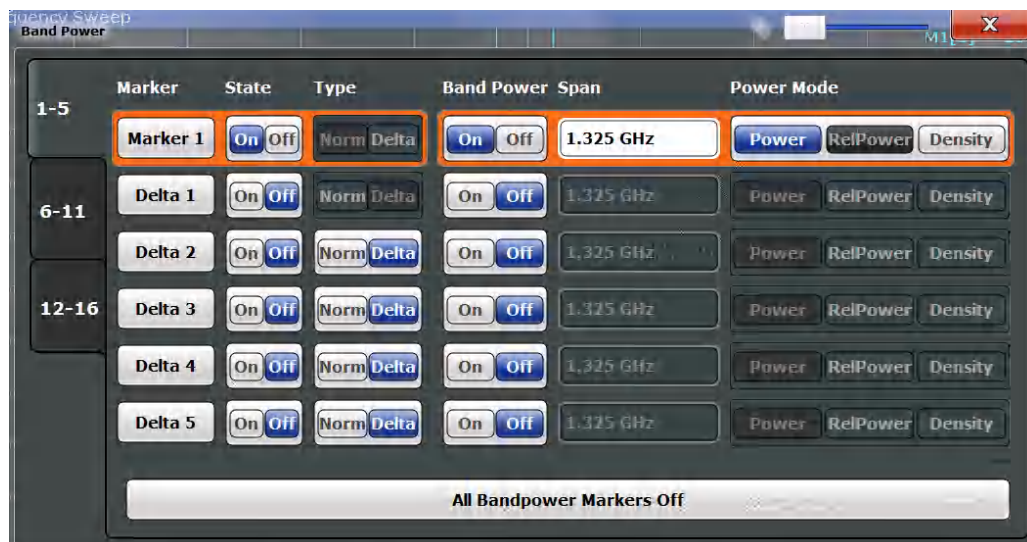 quency Sweep
Band Power
M1[
X
Marker State Type Band Power Span Power Mode
1-5
Marker 1 On Off Norm Delta On Off 1.325 GHz Power RelPower Density
Delta 1 On Off Norm Delta On Off 1.325 GHz Power RelPower Density
6-11
Delta 2 On Off Norm Delta On Off 1.325 GHz Power RelPower Density
12-16 Delta 3 On Off Norm Delta On Off 1.325 GHz Power RelPower Density
Delta 4 On Off Norm Delta On Off 1.325 GHz Power RelPower Density
Delta 5 On Off Norm Delta On Off 1.325 GHz Power RelPower Density
All Bandpower Markers Off